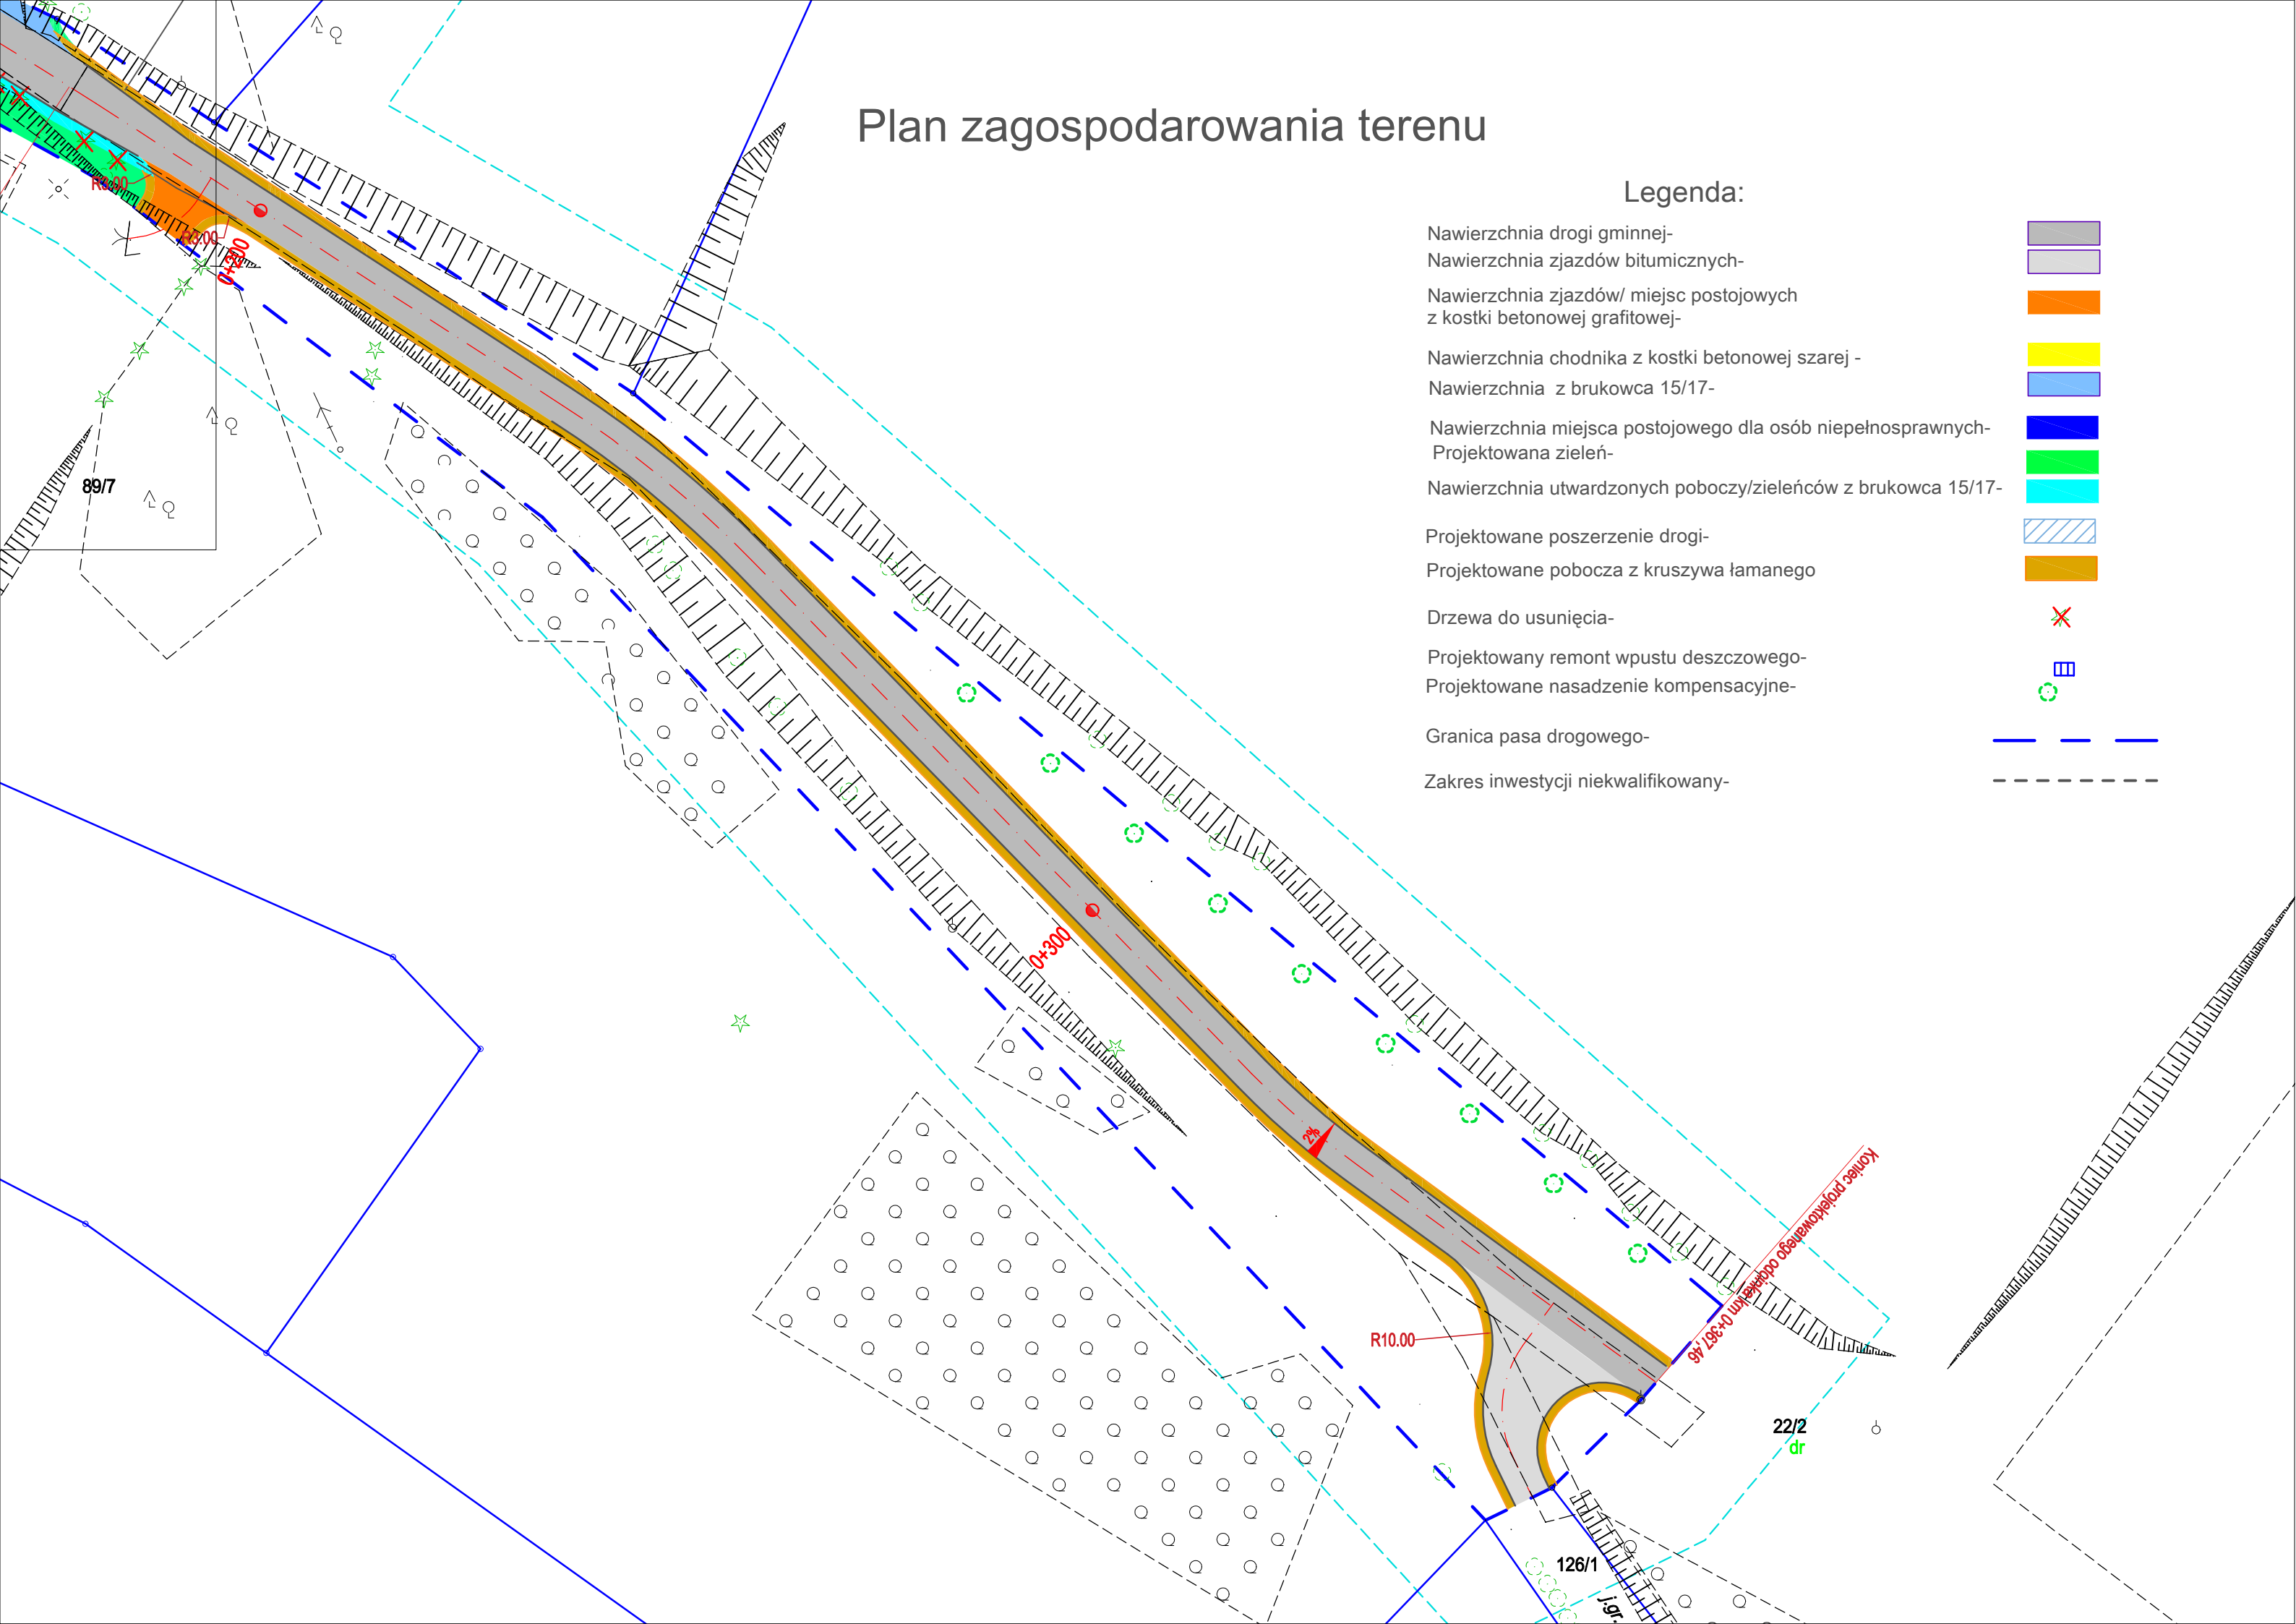 Plan zagospodarowania terenu
Legenda:
Nawierzchnia drogi gminnej-
Nawierzchnia zjazdów bitumicznych-
Nawierzchnia zjazdów/ miejsc postojowych
z kostki betonowej grafitowej-
Nawierzchnia chodnika z kostki betonowej szarej -
Nawierzchnia z brukowca 15/17-
Nawierzchnia miejsca postojowego dla osób niepełnosprawnych-
Projektowana zieleń-
Nawierzchnia utwardzonych poboczy/zieleńców z brukowca 15/17-
Projektowane poszerzenie drogi-
Projektowane pobocza z kruszywa łamanego
Drzewa do usunięcia-
Projektowany remont wpustu deszczowego-
Projektowane nasadzenie kompensacyjne-
Granica pasa drogowego-
Zakres inwestycji niekwalifikowany-
R3.00
0+200
89/7
0+300
2%
R10.00
Koniec projektowanego odcinka km 0+367,46
22/2
dr
126/1
j.gr.